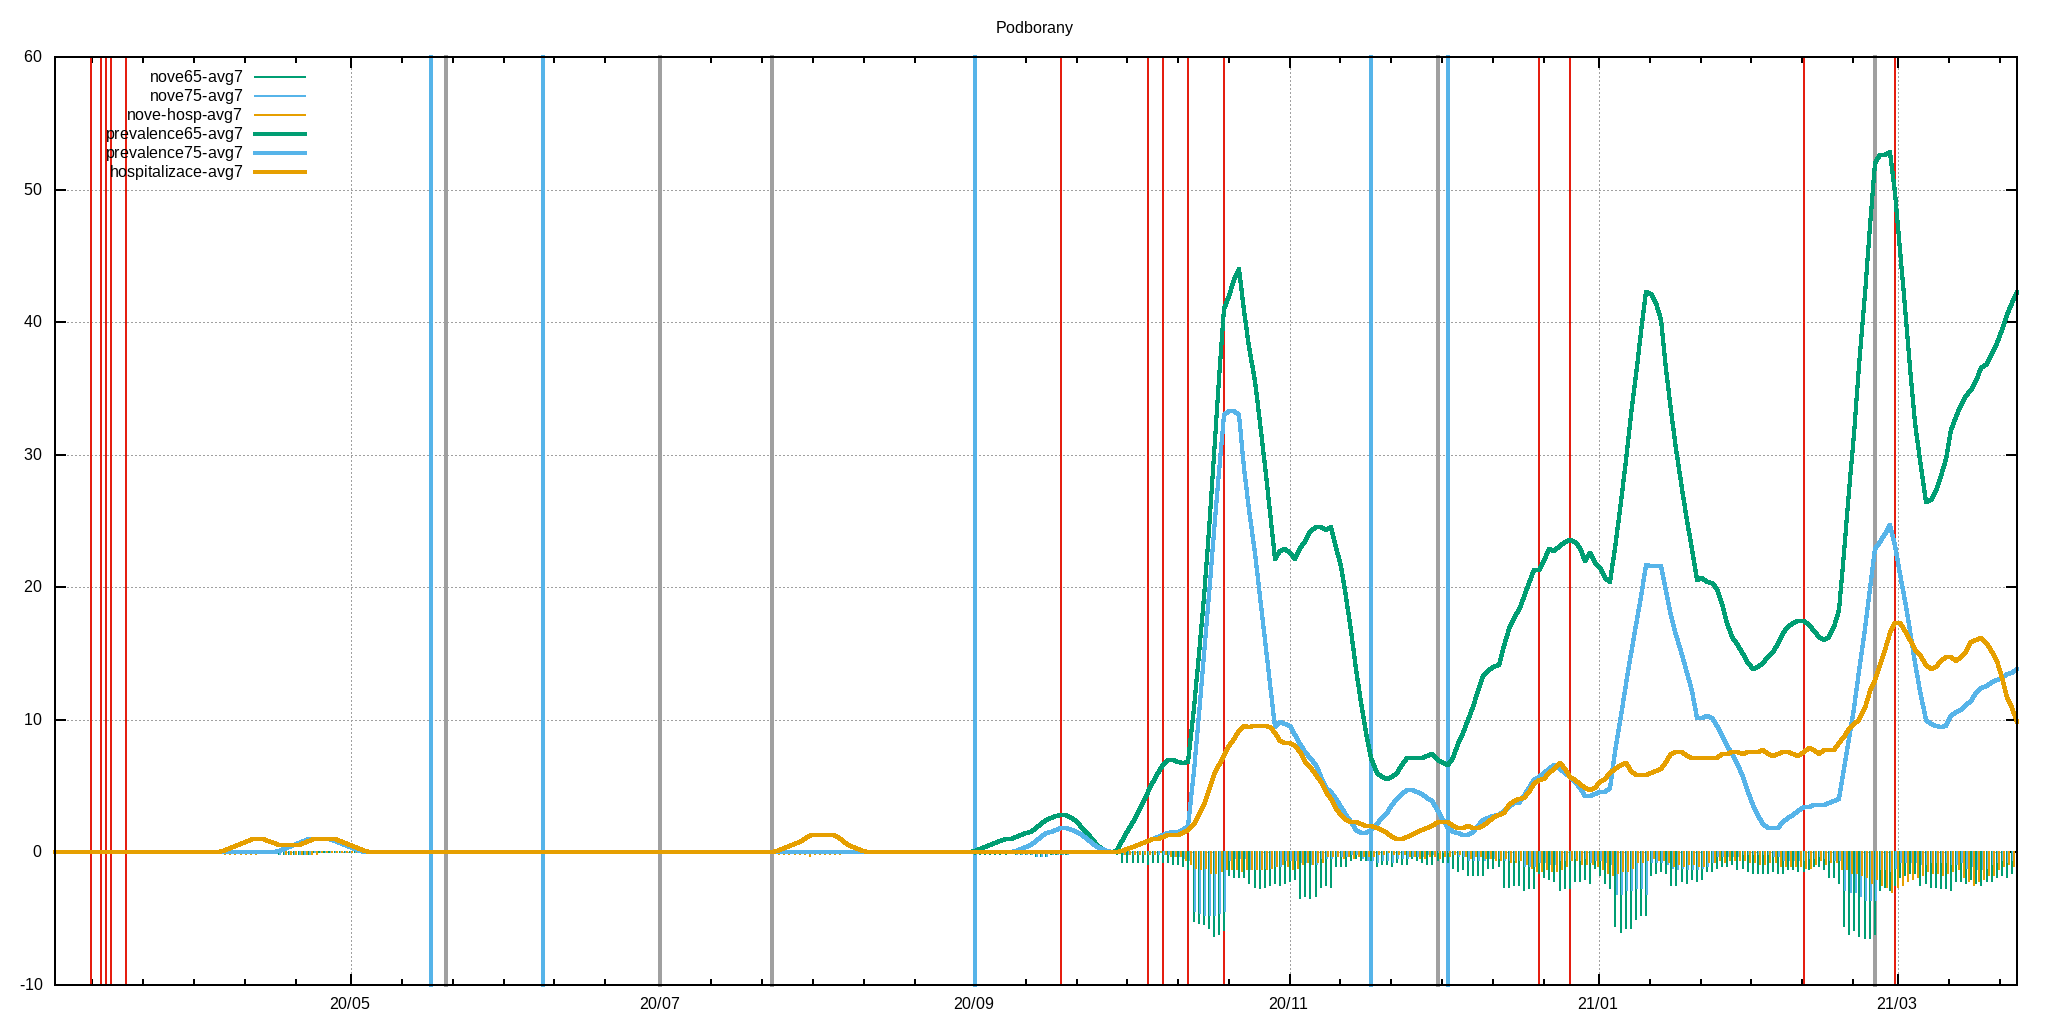 Podborany
60
nove65-avg7
nove75-avg7
nove-hosp-avg7
prevalence65-avg7
prevalence75-avg7
hospitalizace-avg7
50
40
30
20
10
0
-10
20/05 20/07 20/09 20/11 21/01 21/03